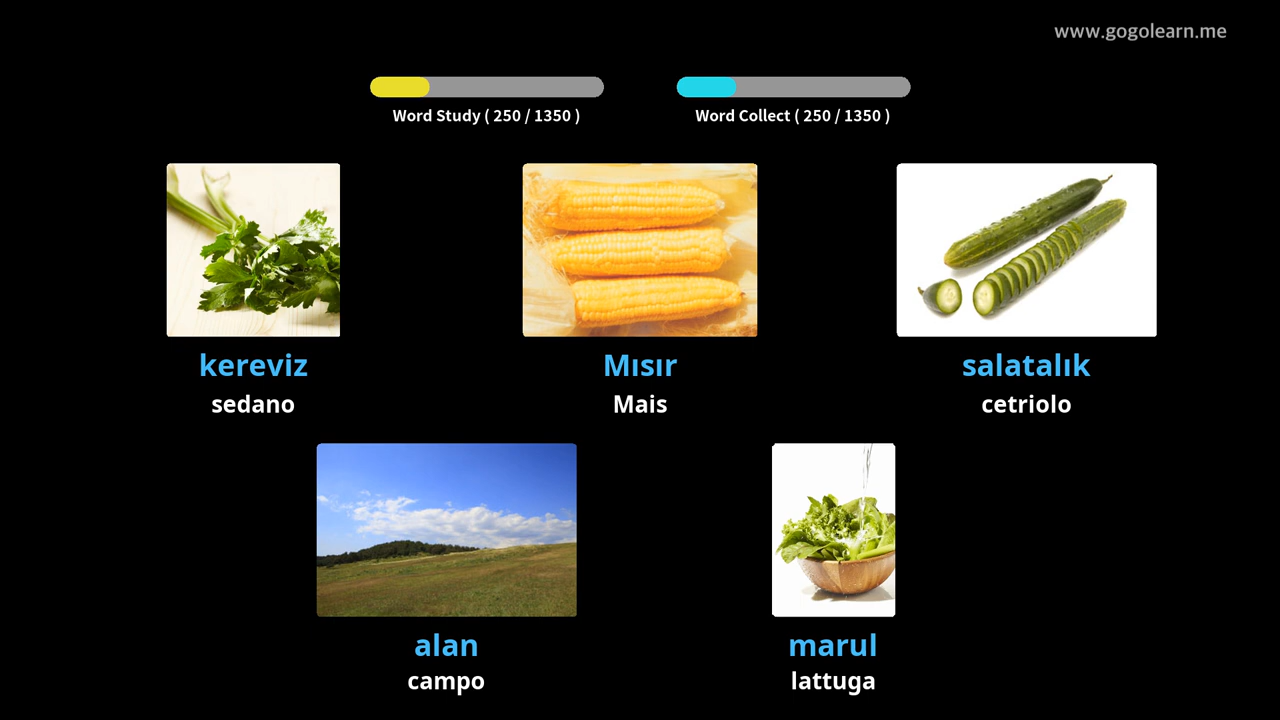 www.gogolearn.me
Word Study ( 250 / 1350 )
Word Collect ( 250 / 1350 )
kereviz
sedano
Mısır
Mais
salatalık
cetriolo
alan
campo
marul
lattuga